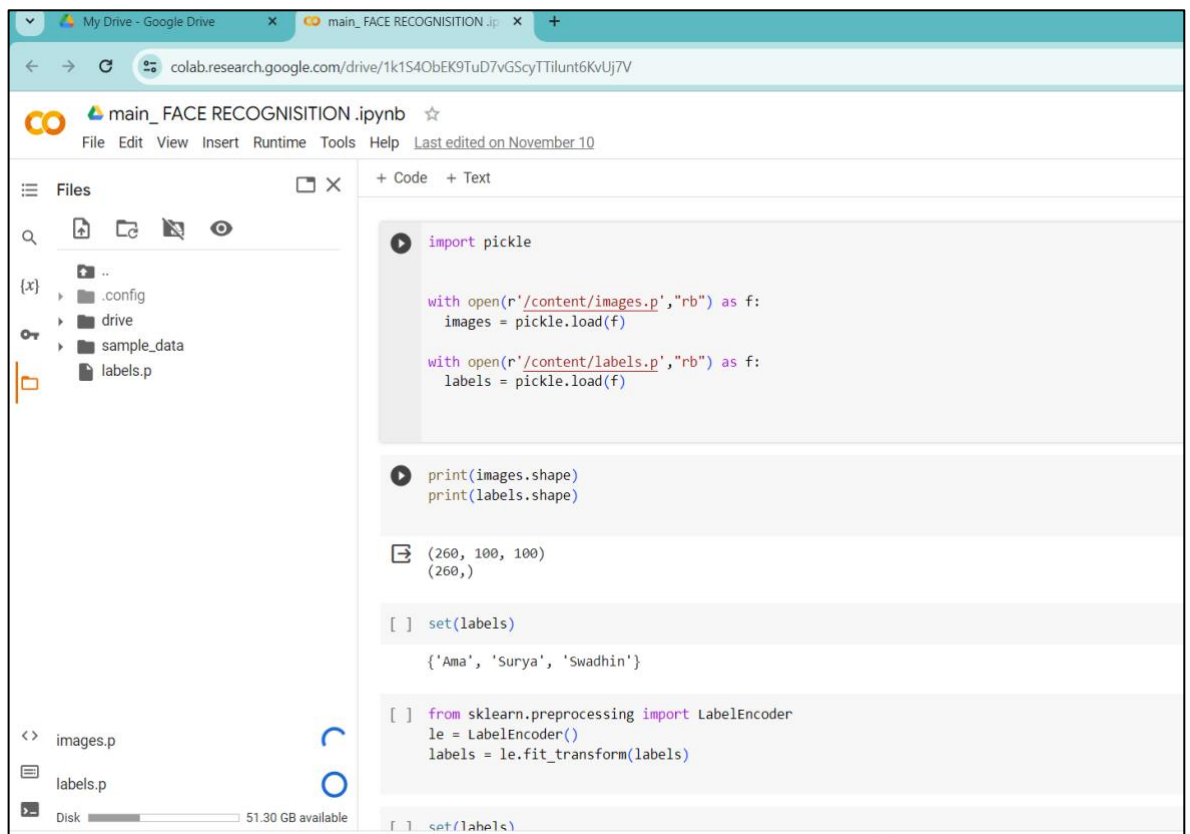 My Drive - Google Drive
main_ FACE RECOGNISITION .ip
colab.research.google.com/drive/1k1S4ObEK9TuD7vGScyTTilunt6KvUj7V
main_ FACE RECOGNISITION .ipynb
File Edit View Insert Runtime Tools Help Last edited on November 10
Files
+ Code + Text
..
.config
drive
sample_data
labels.p
{x}
import pickle
with open(r'/content/images.p',"rb") as f:
images = pickle.load(f)
with open(r'/content/labels.p',"rb") as f:
labels = pickle.load(f)
print(images.shape)
print(labels.shape)
(260, 100, 100)
(260,)
[ ] set(labels)
{'Ama', 'Surya', 'Swadhin'}
[ ] from sklearn.preprocessing import LabelEncoder
le = LabelEncoder()
labels = le.fit_transform(labels)
[ ] set(labels)
images.p
labels.p
Disk 51.30 GB available